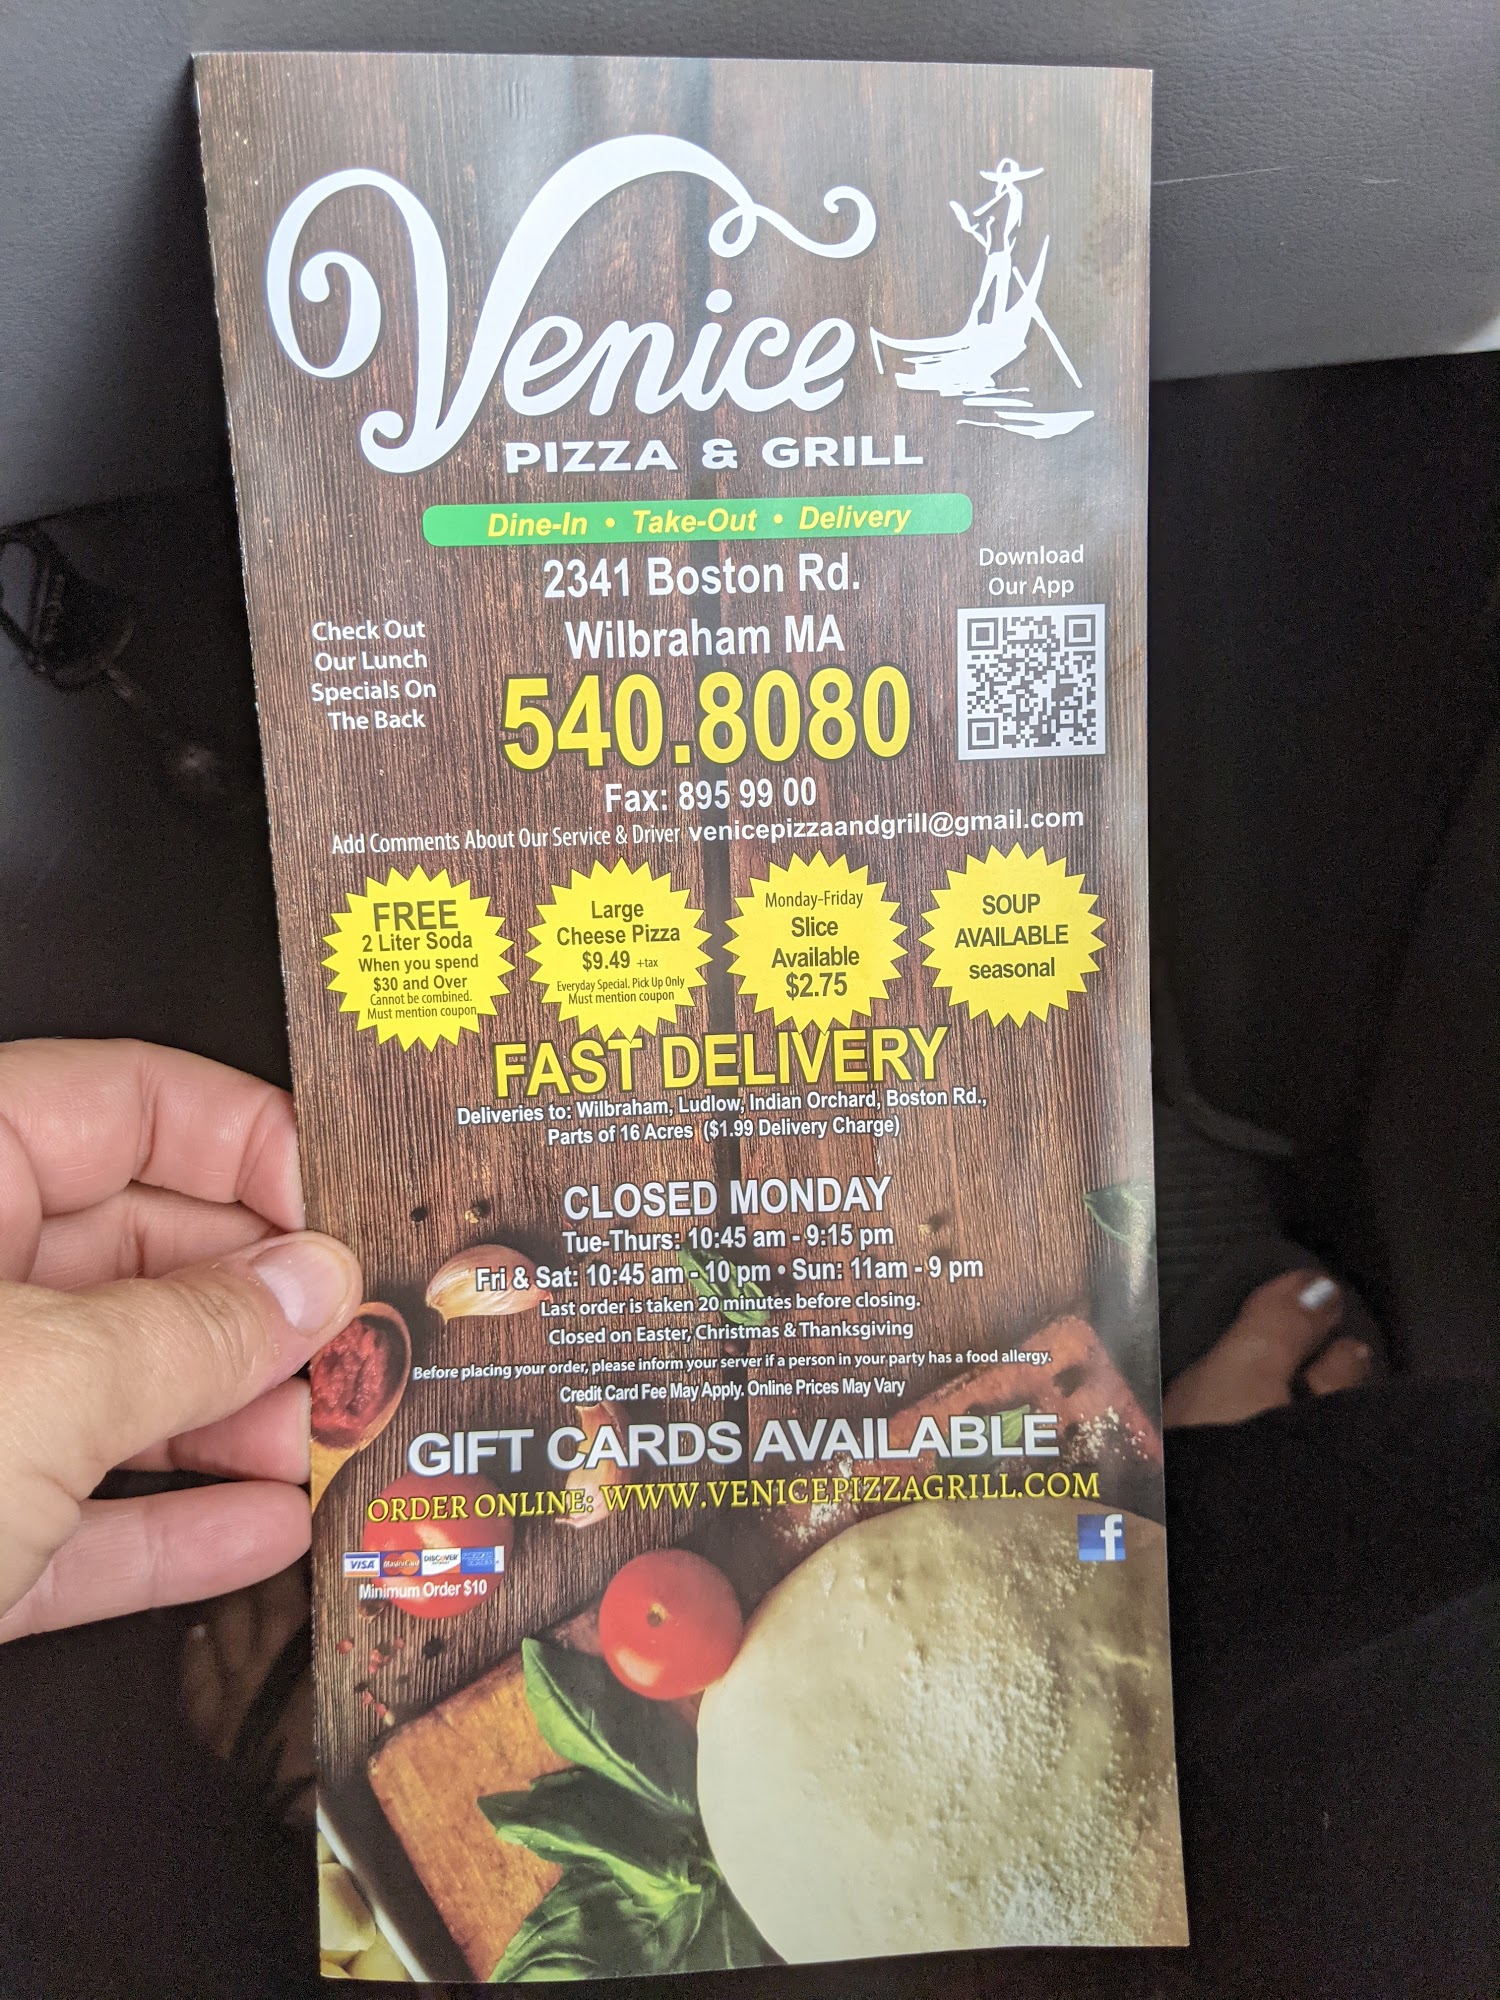 Venice
PIZZA & GRILL
Dine-In • Take-Out • Delivery
2341 Boston Rd.
Wilbraham MA
540.8080
Fax: 895 99 00
Check Out
Our Lunch
Specials On
The Back
Download
Our App
Add Comments About Our Service & Driver venicepizzaandgrill@gmail.com
FREE
2 Liter Soda
When you spend
$30 and Over
Cannot be combined.
Must mention coupon
Large
Cheese Pizza
$9.49 +tax
Everyday Special. Pick Up Only
Must mention coupon
Monday-Friday
Slice
Available
$2.75
SOUP
AVAILABLE
seasonal
FAST DELIVERY
Deliveries to: Wilbraham, Ludlow, Indian Orchard, Boston Rd.,
Parts of 16 Acres ($1.99 Delivery Charge)
CLOSED MONDAY
Tue-Thurs: 10:45 am - 9:15 pm
Fri & Sat: 10:45 am - 10 pm • Sun: 11am - 9 pm
Last order is taken 20 minutes before closing.
Closed on Easter, Christmas & Thanksgiving
Before placing your order, please inform your server if a person in your party has a food allergy.
Credit Card Fee May Apply. Online Prices May Vary
GIFT CARDS AVAILABLE
ORDER ONLINE: WWW.VENICEPIZZAGRILL.COM
f
VISA MasterCard DISCOVER
Minimum Order $10